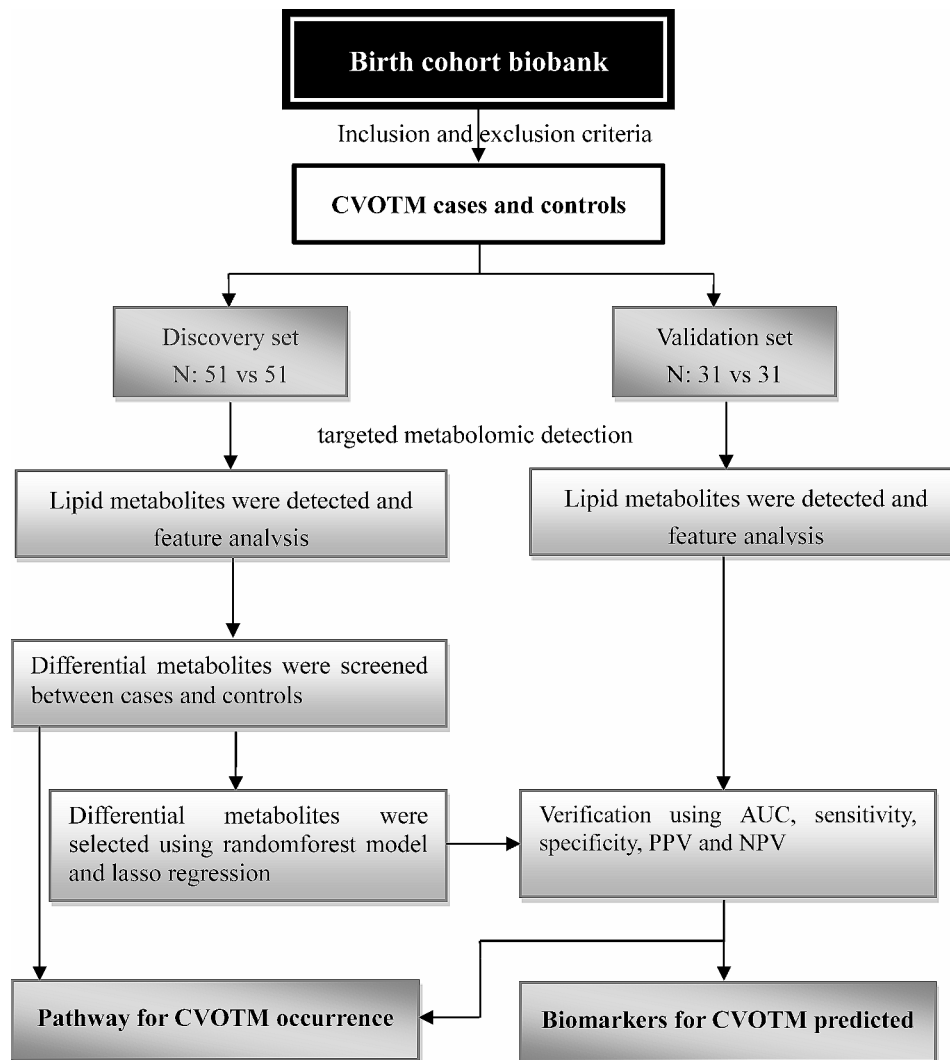 Birth cohort biobank
Inclusion and exclusion criteria
CVOTM cases and controls
Discovery set
N: 51 vs 51
Validation set
N: 31 vs 31
targeted metabolomic detection
Lipid metabolites were detected and
feature analysis
Lipid metabolites were detected and
feature analysis
Differential metabolites were screened
between cases and controls
Differential metabolites were
selected using randomforest model
and lasso regression
Verification using AUC, sensitivity,
specificity, PPV and NPV
Pathway for CVOTM occurrence
Biomarkers for CVOTM predicted